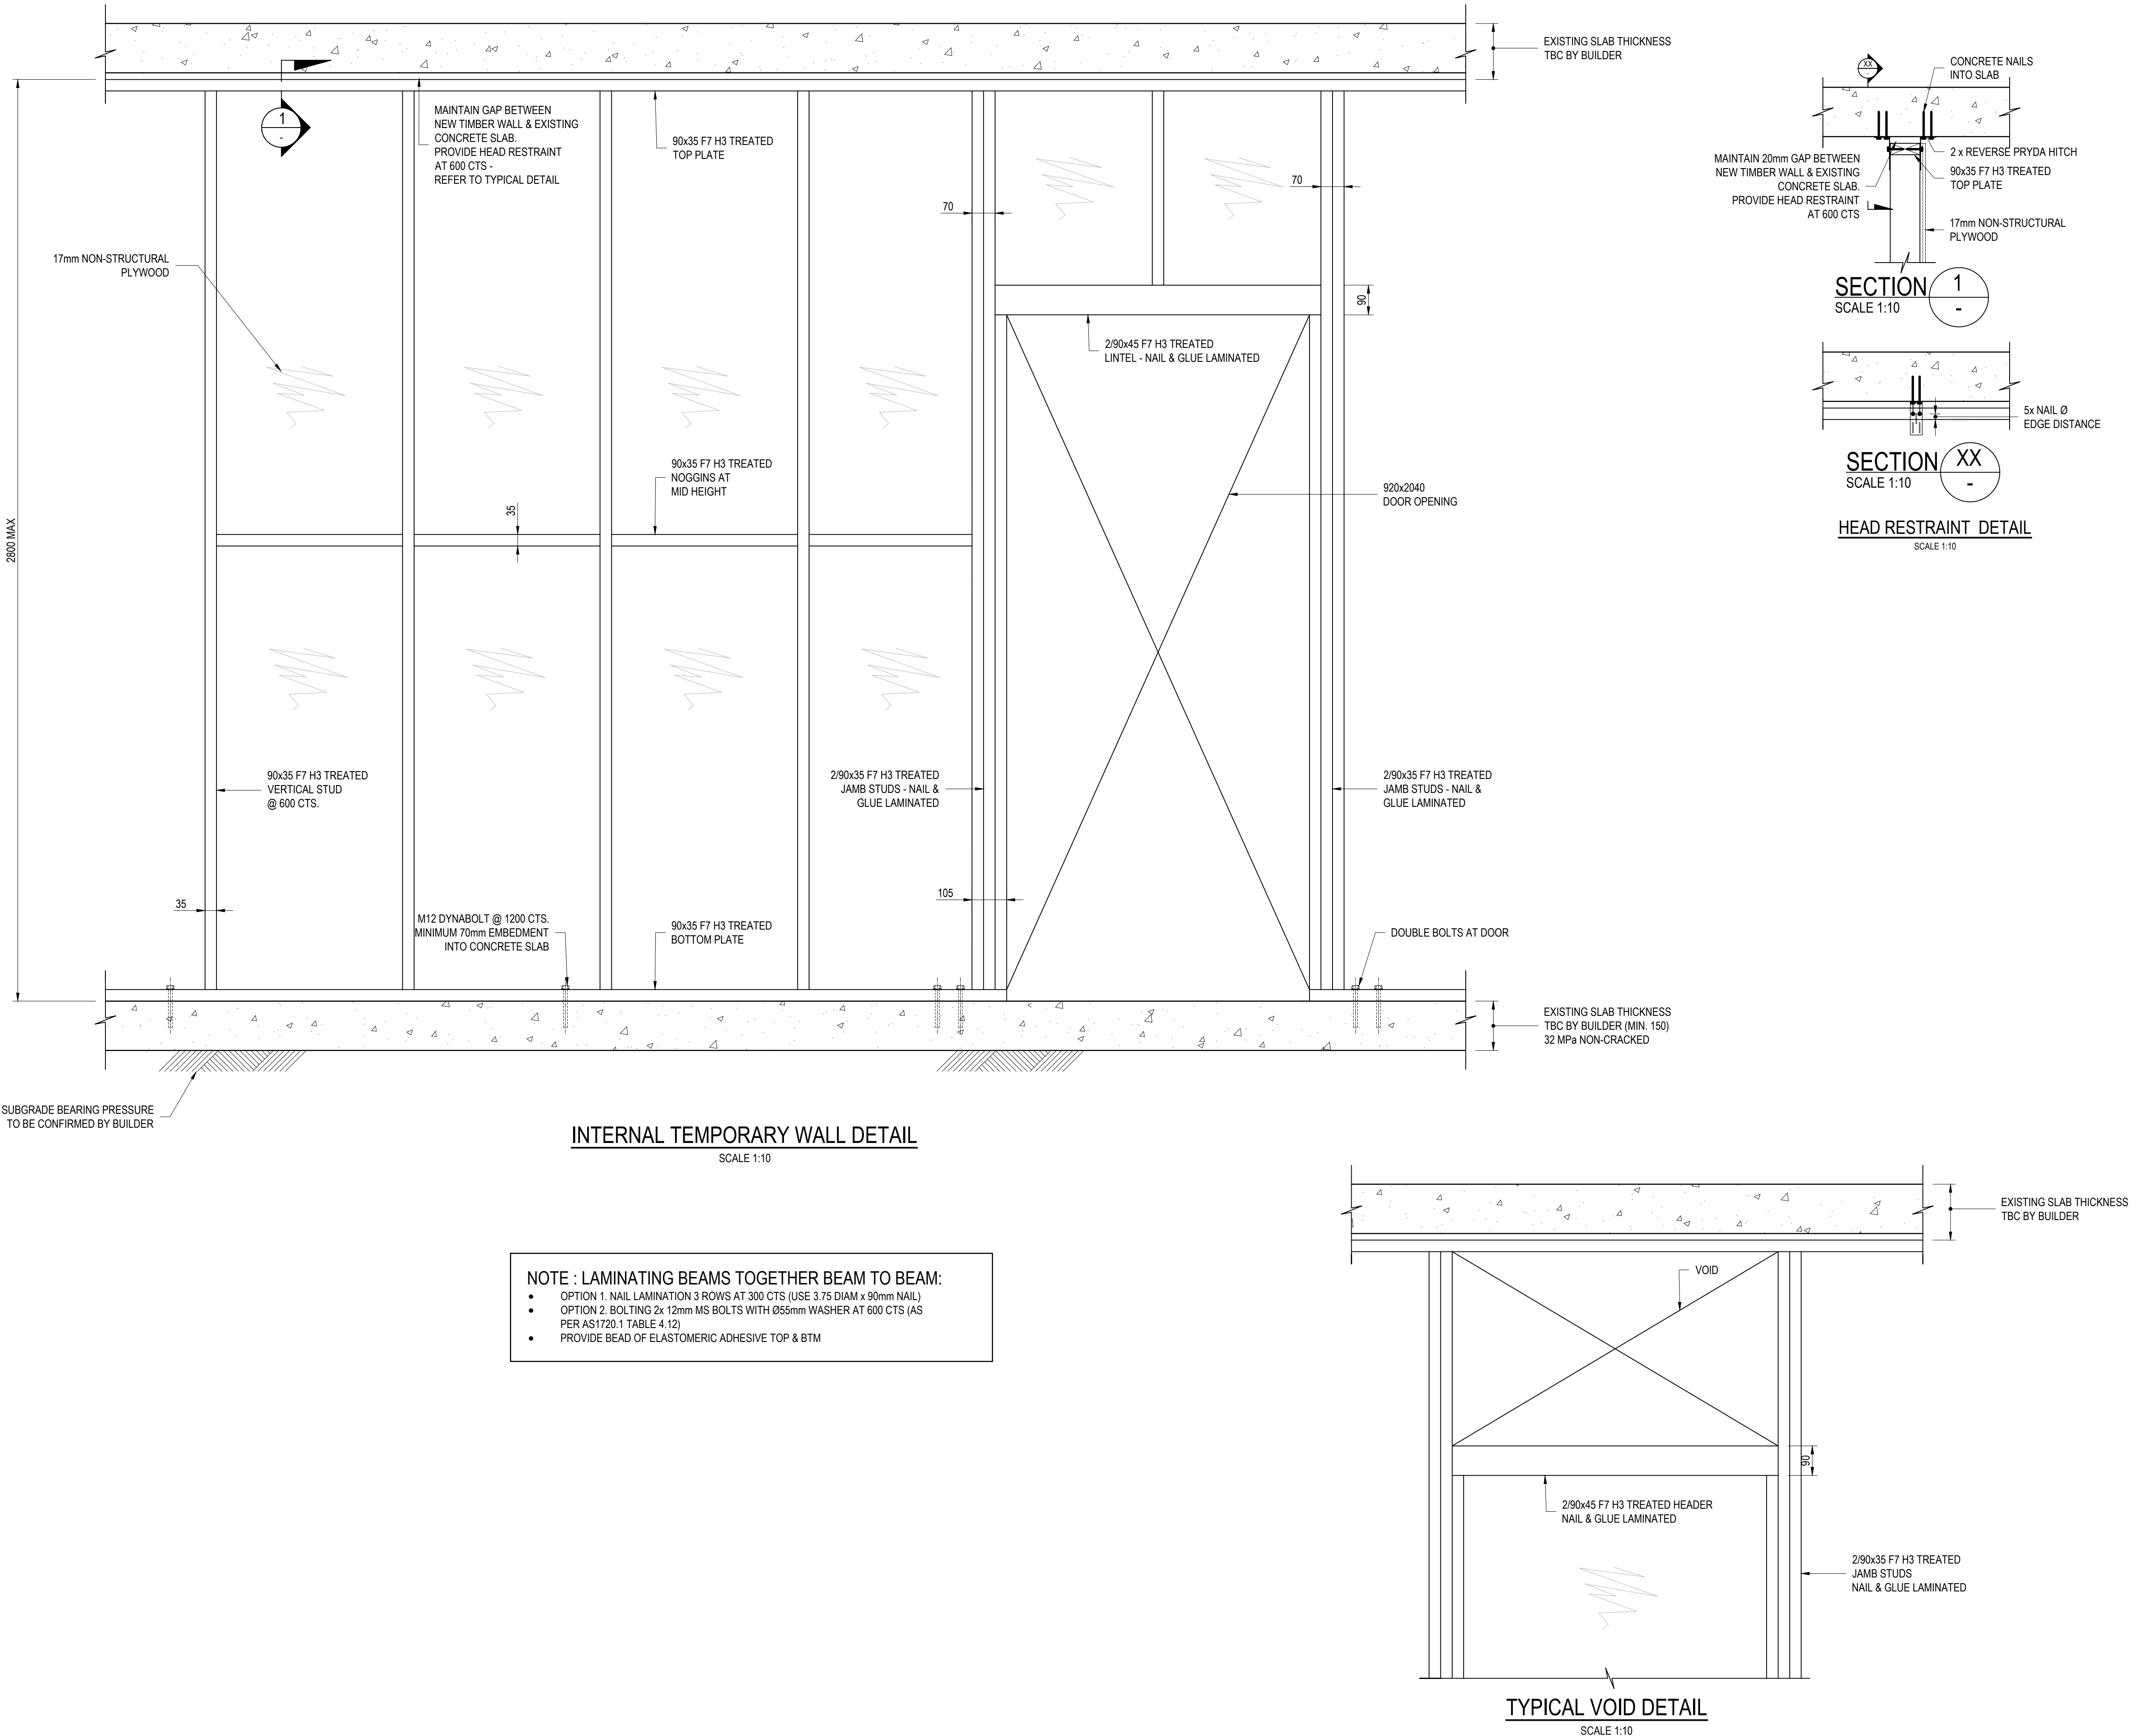 EXISTING SLAB THICKNESS
TBC BY BUILDER
1
-
MAINTAIN GAP BETWEEN
NEW TIMBER WALL & EXISTING
CONCRETE SLAB.
PROVIDE HEAD RESTRAINT
AT 600 CTS -
REFER TO TYPICAL DETAIL
90x35 F7 H3 TREATED
TOP PLATE
70
70
17mm NON-STRUCTURAL
PLYWOOD
90
2/90x45 F7 H3 TREATED
LINTEL - NAIL & GLUE LAMINATED
90x35 F7 H3 TREATED
NOGGINS AT
MID HEIGHT
35
920x2040
DOOR OPENING
2800 MAX
90x35 F7 H3 TREATED
VERTICAL STUD
@ 600 CTS.
2/90x35 F7 H3 TREATED
JAMB STUDS - NAIL &
GLUE LAMINATED
2/90x35 F7 H3 TREATED
JAMB STUDS - NAIL &
GLUE LAMINATED
35
105
M12 DYNABOLT @ 1200 CTS.
MINIMUM 70mm EMBEDMENT
INTO CONCRETE SLAB
90x35 F7 H3 TREATED
BOTTOM PLATE
DOUBLE BOLTS AT DOOR
EXISTING SLAB THICKNESS
TBC BY BUILDER (MIN. 150)
32 MPa NON-CRACKED
SUBGRADE BEARING PRESSURE
TO BE CONFIRMED BY BUILDER
INTERNAL TEMPORARY WALL DETAIL
SCALE 1:10
XX
-
CONCRETE NAILS
INTO SLAB
2 x REVERSE PRYDA HITCH
MAINTAIN 20mm GAP BETWEEN
NEW TIMBER WALL & EXISTING
CONCRETE SLAB.
PROVIDE HEAD RESTRAINT
AT 600 CTS
90x35 F7 H3 TREATED
TOP PLATE
17mm NON-STRUCTURAL
PLYWOOD
SECTION 1
SCALE 1:10 -
5x NAIL Ø
EDGE DISTANCE
SECTION XX
SCALE 1:10 -
HEAD RESTRAINT DETAIL
SCALE 1:10
NOTE : LAMINATING BEAMS TOGETHER BEAM TO BEAM:
• OPTION 1. NAIL LAMINATION 3 ROWS AT 300 CTS (USE 3.75 DIAM x 90mm NAIL)
• OPTION 2. BOLTING 2x 12mm MS BOLTS WITH Ø55mm WASHER AT 600 CTS (AS
PER AS1720.1 TABLE 4.12)
• PROVIDE BEAD OF ELASTOMERIC ADHESIVE TOP & BTM
EXISTING SLAB THICKNESS
TBC BY BUILDER
VOID
90
2/90x45 F7 H3 TREATED HEADER
NAIL & GLUE LAMINATED
2/90x35 F7 H3 TREATED
JAMB STUDS
NAIL & GLUE LAMINATED
TYPICAL VOID DETAIL
SCALE 1:10